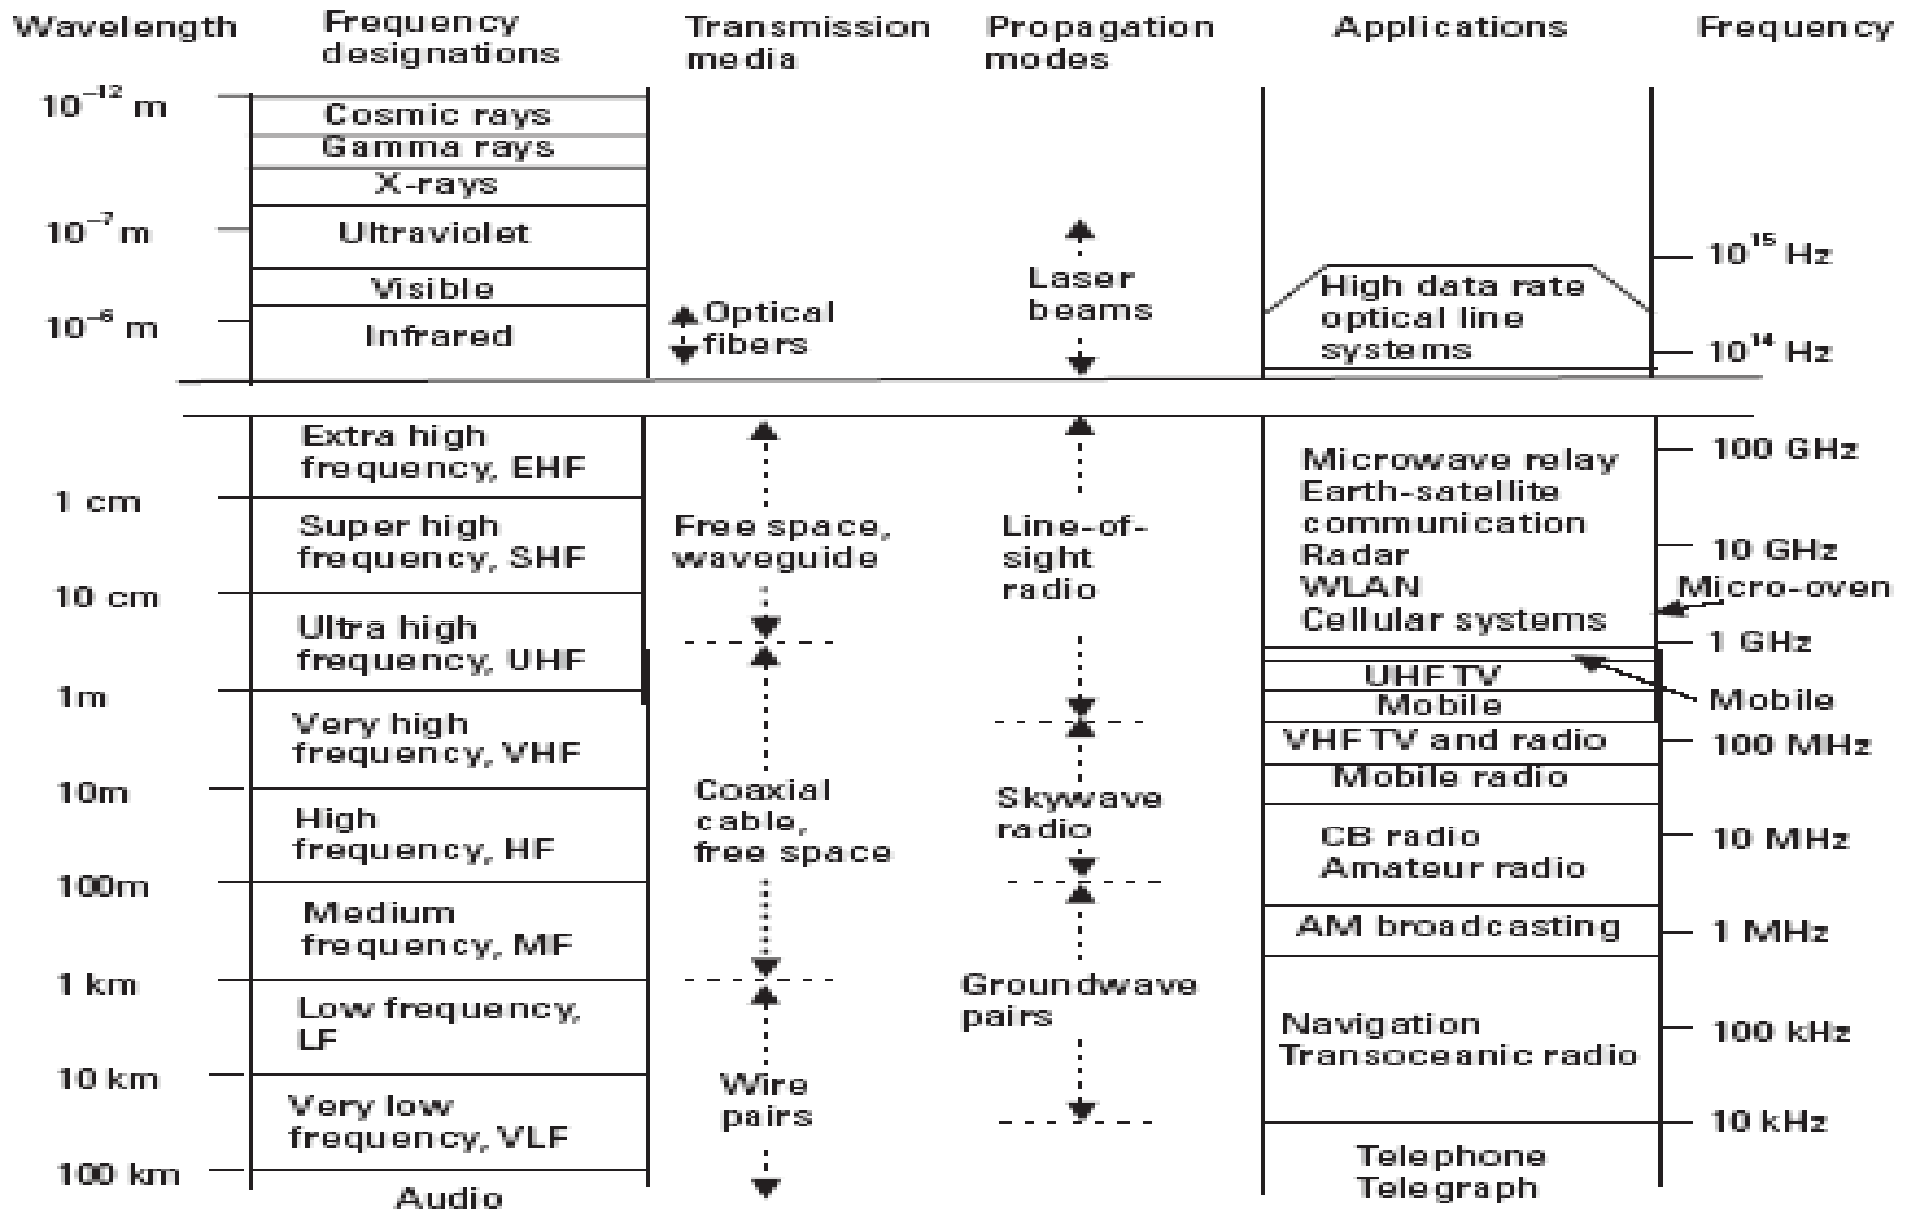 Wavelength
Frequency
designations
Transmission
media
Propagation
modes
Applications
Frequency
10⁻¹² m
10⁻⁷ m
10⁻⁶ m
1 cm
10 cm
1m
10m
100m
1 km
10 km
100 km
Cosmic rays
Gamma rays
X-rays
Ultraviolet
Visible
Infrared
Extra high
frequency, EHF
Super high
frequency, SHF
Ultra high
frequency, UHF
Very high
frequency, VHF
High
frequency, HF
Medium
frequency, MF
Low frequency,
LF
Very low
frequency, VLF
Audio
Optical
fibers
Free space,
waveguide
Coaxial
cable,
free space
Wire
pairs
Laser
beams
Line-of-
sight
radio
Skywave
radio
Groundwave
pairs
High data rate
optical line
systems
Microwave relay
Earth-satellite
communication
Radar
WLAN
Cellular systems
UHF TV
Mobile
VHF TV and radio
Mobile radio
CB radio
Amateur radio
AM broadcasting
Navigation
Transoceanic radio
Telephone
Telegraph
10¹⁵ Hz
10¹⁴ Hz
100 GHz
10 GHz
Micro-oven
1 GHz
Mobile
100 MHz
10 MHz
1 MHz
100 kHz
10 kHz